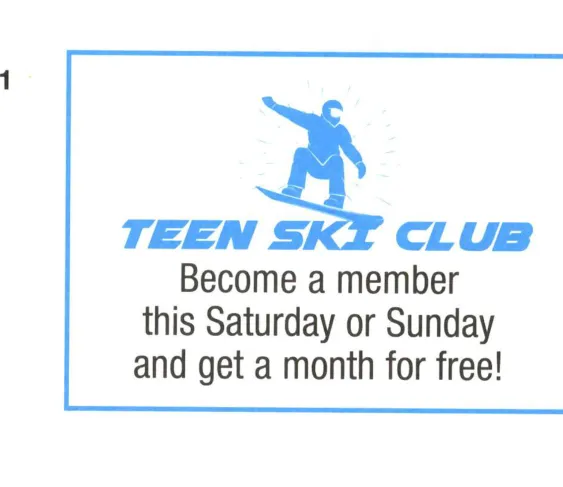 1
TEEN SKI CLUB
Become a member
this Saturday or Sunday
and get a month for free!